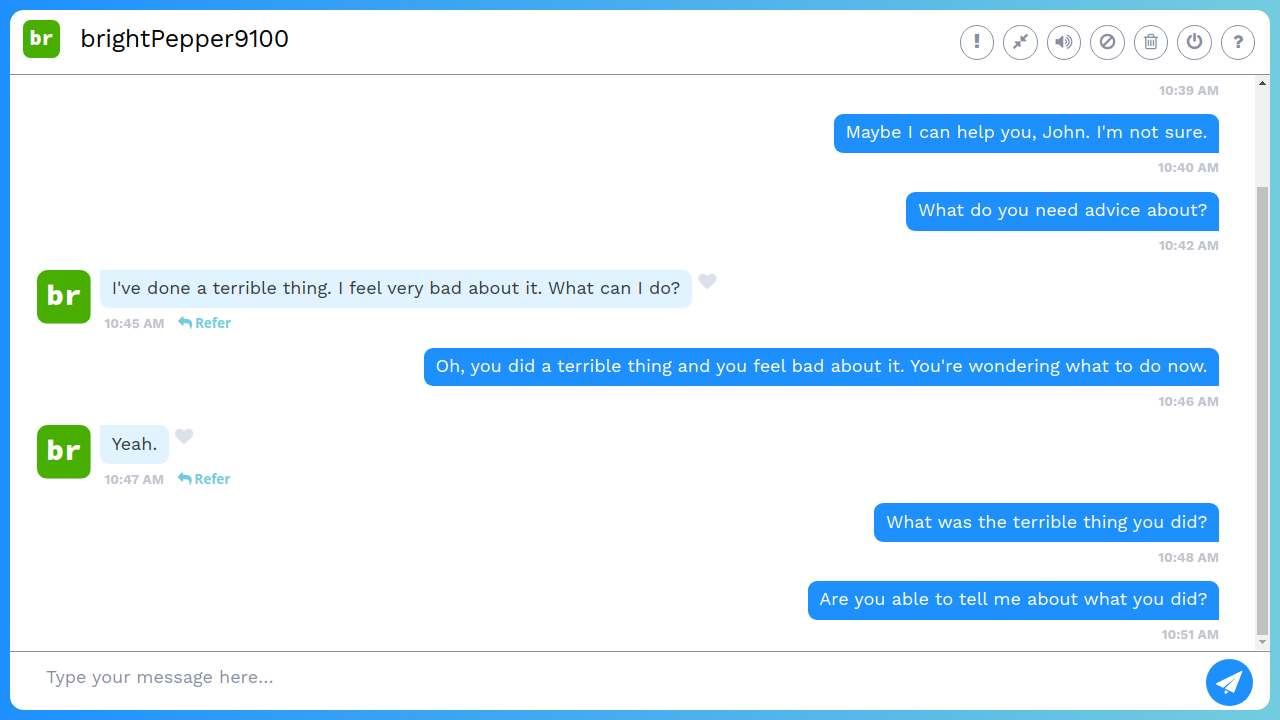 br brightPepper9100 ! ?
10:39 AM
Maybe I can help you, John. I'm not sure.
10:40 AM
What do you need advice about?
10:42 AM
br I've done a terrible thing. I feel very bad about it. What can I do?
10:45 AM Refer
Oh, you did a terrible thing and you feel bad about it. You're wondering what to do now.
10:46 AM
br Yeah.
10:47 AM Refer
What was the terrible thing you did?
10:48 AM
Are you able to tell me about what you did?
10:51 AM
Type your message here...